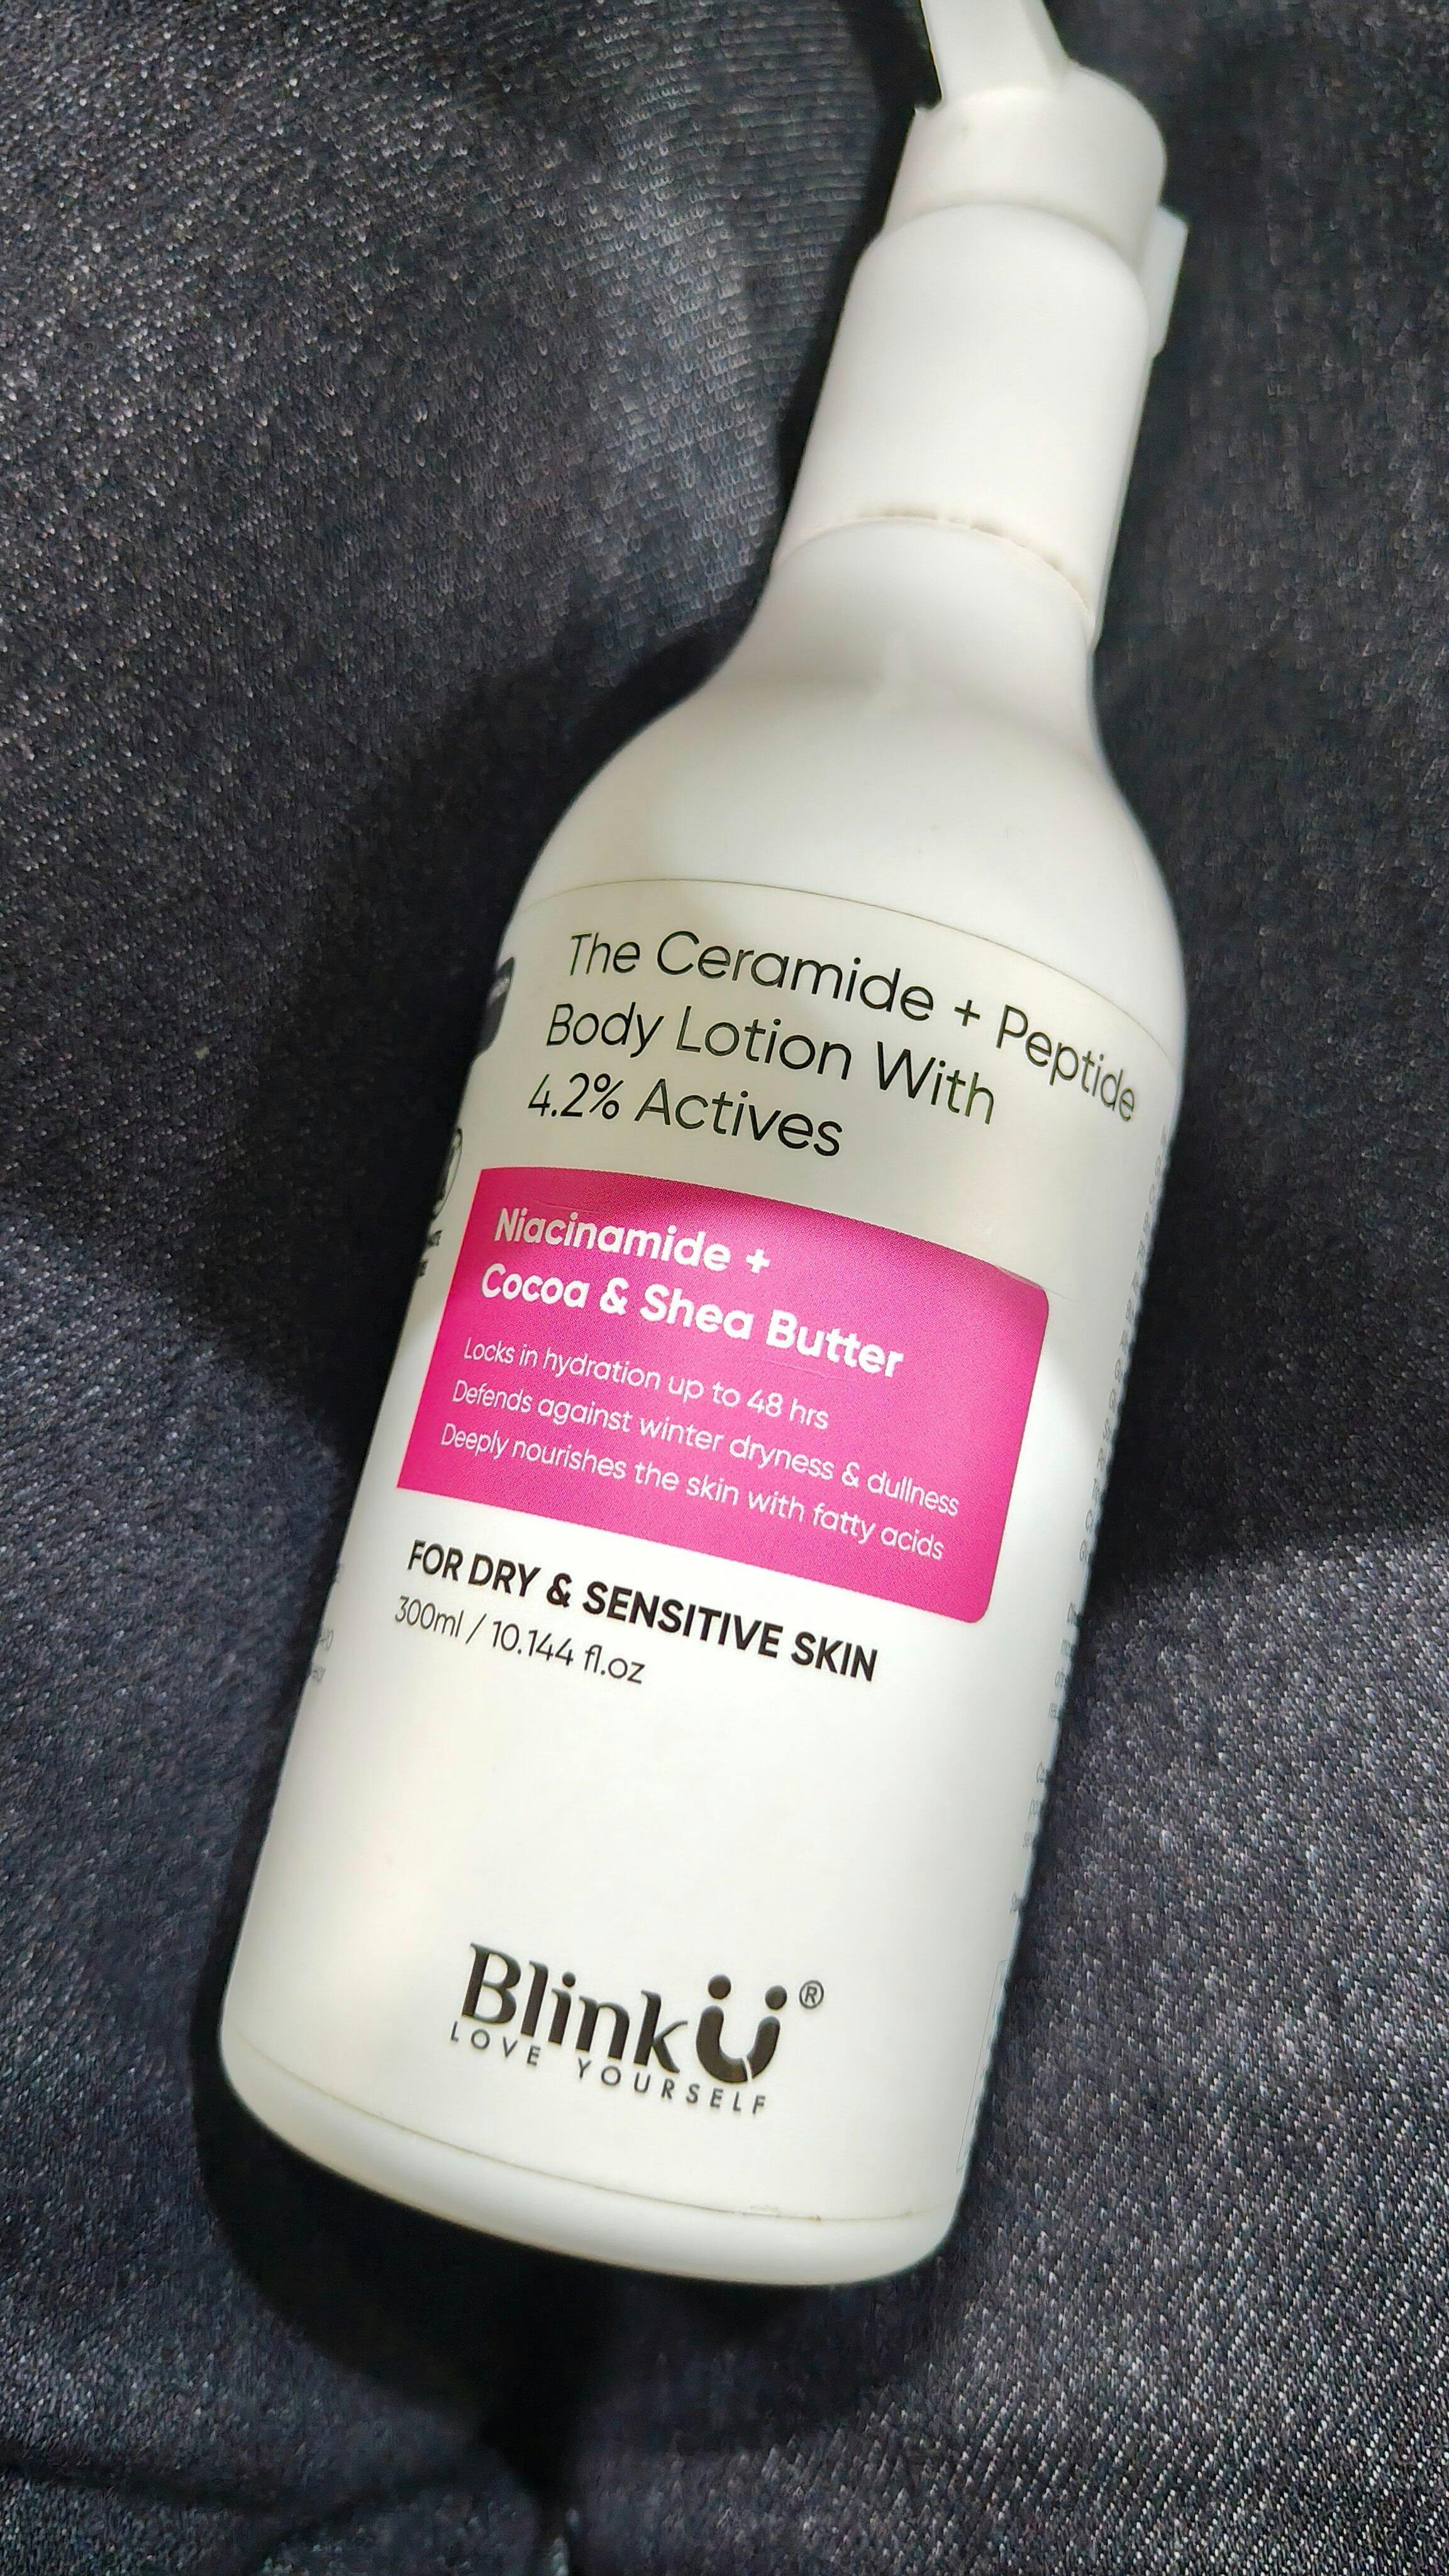 The Ceramide + Peptide
Body Lotion With
4.2% Actives
Niacinamide +
Cocoa & Shea Butter
Locks in hydration up to 48 hrs
Defends against winter dryness & dullness
Deeply nourishes the skin with fatty acids
FOR DRY & SENSITIVE SKIN
300ml / 10.144 fl.oz
BlinkÜ®
LOVE YOURSELF